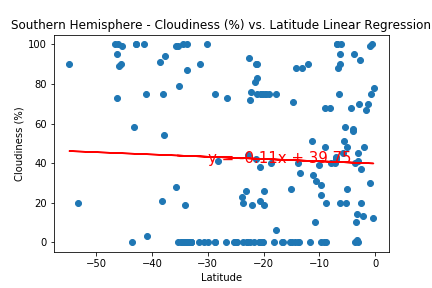 Southern Hemisphere - Cloudiness (%) vs. Latitude Linear Regression
100
80
60
y = -0.11x + 39.75
40
20
0
Cloudiness (%)
−50 −40 −30 −20 −10 0
Latitude